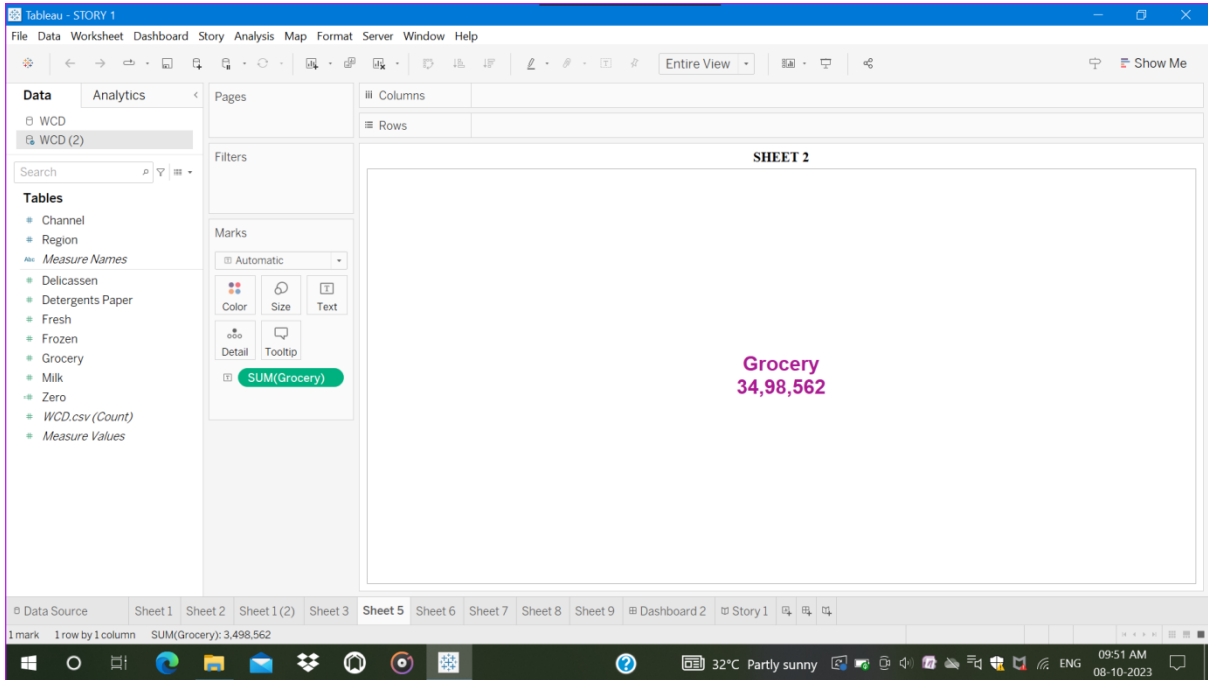 Tableau - STORY 1
File Data Worksheet Dashboard Story Analysis Map Format Server Window Help
Entire View
Show Me
Data Analytics
WCD
WCD (2)
Search
Tables
# Channel
# Region
Abc Measure Names
# Delicassen
# Detergents Paper
# Fresh
# Frozen
# Grocery
# Milk
=# Zero
# WCD.csv (Count)
# Measure Values
Pages
Filters
Marks
Automatic
Color Size Text
Detail Tooltip
SUM(Grocery)
iii Columns
Rows
SHEET 2
Grocery
34,98,562
Data Source Sheet 1 Sheet 2 Sheet 1 (2) Sheet 3 Sheet 5 Sheet 6 Sheet 7 Sheet 8 Sheet 9 Dashboard 2 Story 1
1 mark 1 row by 1 column SUM(Grocery): 3,498,562
32°C Partly sunny ENG 09:51 AM
08-10-2023